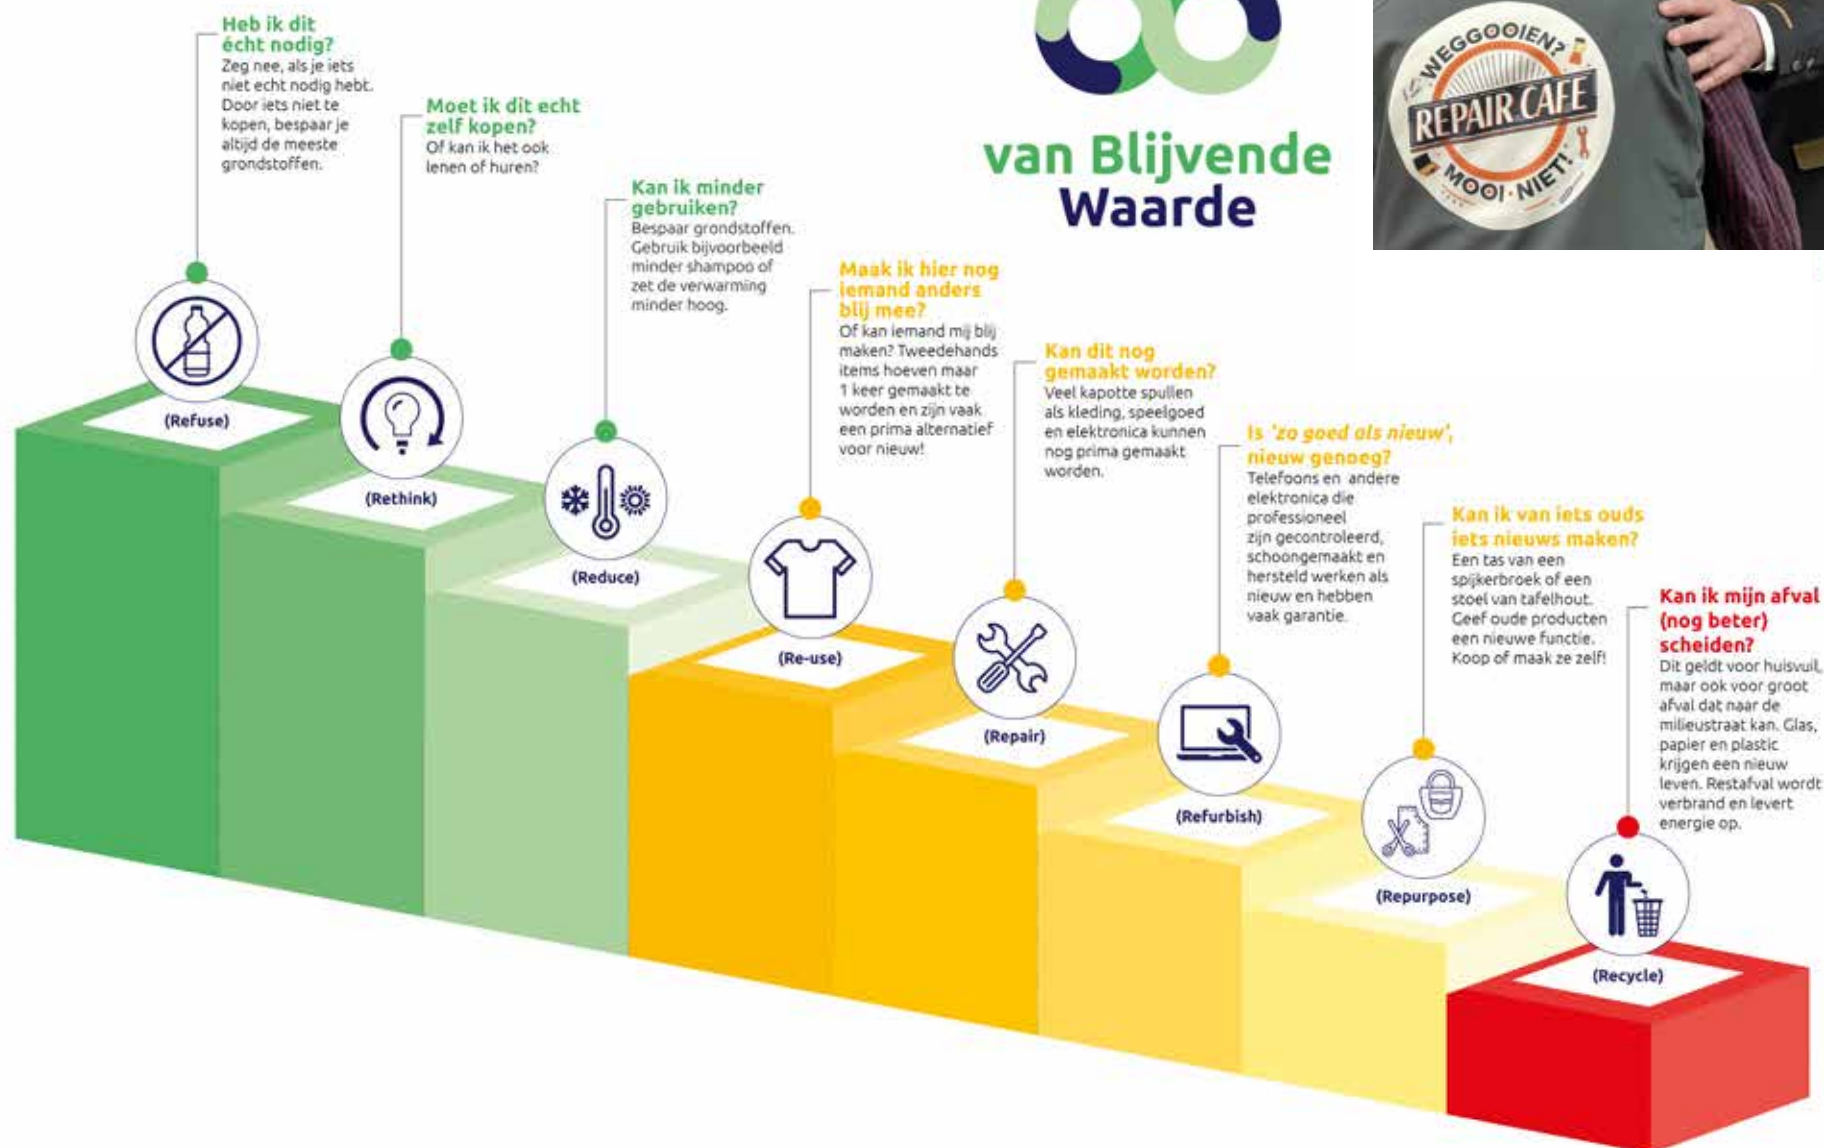 Heb ik dit
écht nodig?
Zeg nee, als je iets
niet echt nodig hebt.
Door iets niet te
kopen, bespaar je
altijd de meeste
grondstoffen.
(Refuse)
Moet ik dit echt
zelf kopen?
Of kan ik het ook
lenen of huren?
(Rethink)
Kan ik minder
gebruiken?
Bespaar grondstoffen.
Gebruik bijvoorbeeld
minder shampoo of
zet de verwarming
minder hoog.
(Reduce)
van Blijvende
Waarde
WEGGOOIEN?
REPAIR CAFE
MOOI·NIET!
Maak ik hier nog
iemand anders
blij mee?
Of kan iemand mij blij
maken? Tweedehands
items hoeven maar
1 keer gemaakt te
worden en zijn vaak
een prima alternatief
voor nieuw!
(Re-use)
Kan dit nog
gemaakt worden?
Veel kapotte spullen
als kleding, speelgoed
en elektronica kunnen
nog prima gemaakt
worden.
(Repair)
Is 'zo goed als nieuw',
nieuw genoeg?
Telefoons en andere
elektronica die
professioneel
zijn gecontroleerd,
schoongemaakt en
hersteld werken als
nieuw en hebben
vaak garantie.
(Refurbish)
Kan ik van iets ouds
iets nieuws maken?
Een tas van een
spijkerbroek of een
stoel van tafelhout.
Geef oude producten
een nieuwe functie.
Koop of maak ze zelf!
(Repurpose)
Kan ik mijn afval
(nog beter)
scheiden?
Dit geldt voor huisvuil,
maar ook voor groot
afval dat naar de
milieustraat kan. Glas,
papier en plastic
krijgen een nieuw
leven. Restafval wordt
verbrand en levert
energie op.
(Recycle)